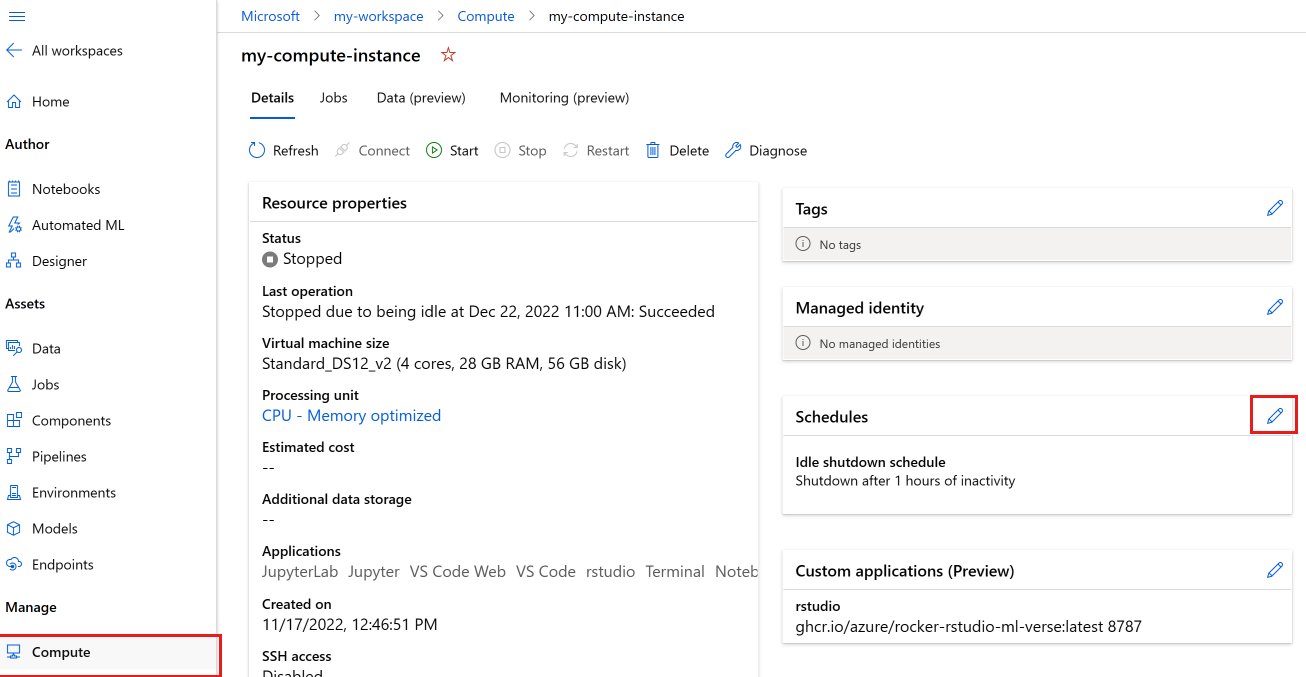 Microsoft > my-workspace > Compute > my-compute-instance
All workspaces
Home
Author
Notebooks
Automated ML
Designer
Assets
Data
Jobs
Components
Pipelines
Environments
Models
Endpoints
Manage
Compute
my-compute-instance
Details Jobs Data (preview) Monitoring (preview)
Refresh Connect Start Stop Restart Delete Diagnose
Resource properties
Status
Stopped
Last operation
Stopped due to being idle at Dec 22, 2022 11:00 AM: Succeeded
Virtual machine size
Standard_DS12_v2 (4 cores, 28 GB RAM, 56 GB disk)
Processing unit
CPU - Memory optimized
Estimated cost
--
Additional data storage
--
Applications
JupyterLab Jupyter VS Code Web VS Code rstudio Terminal Noteb
Created on
11/17/2022, 12:46:51 PM
SSH access
Disabled
Tags
No tags
Managed identity
No managed identities
Schedules
Idle shutdown schedule
Shutdown after 1 hours of inactivity
Custom applications (Preview)
rstudio
ghcr.io/azure/rocker-rstudio-ml-verse:latest 8787